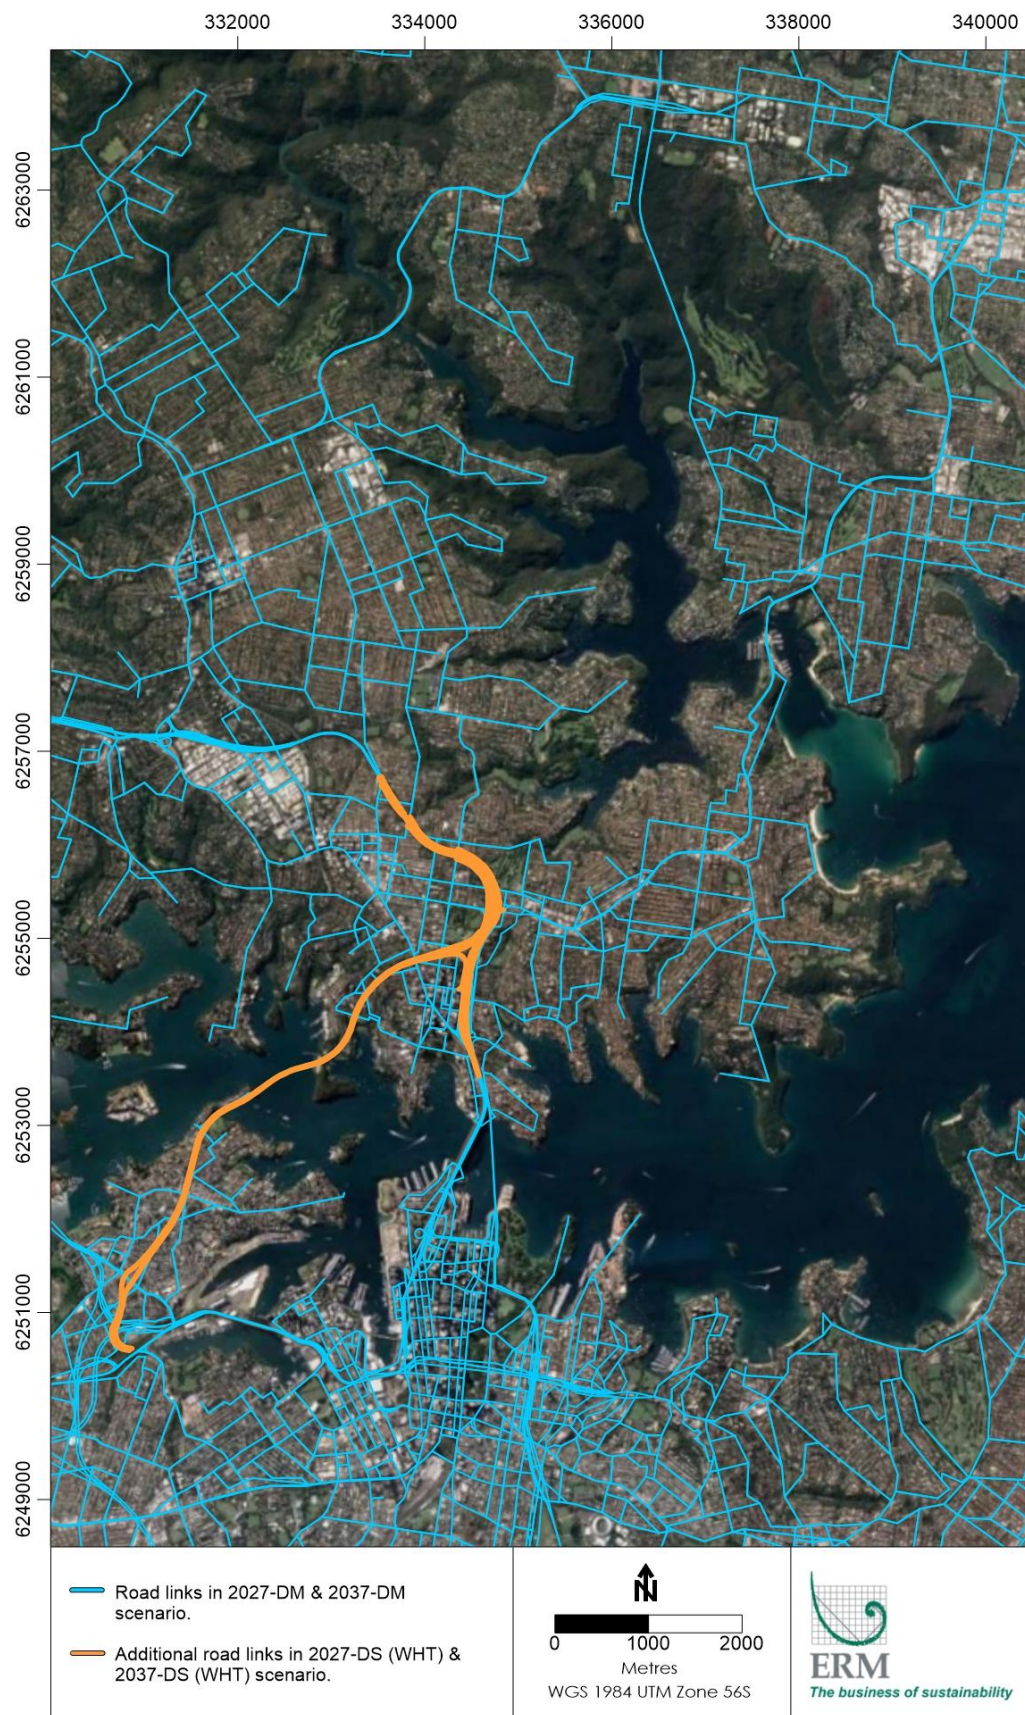 332000 334000 336000 338000 340000
6263000
6261000
6259000
6257000
6255000
6253000
6251000
6249000
Road links in 2027-DM & 2037-DM
scenario.
Additional road links in 2027-DS (WHT) &
2037-DS (WHT) scenario.
N
0 1000 2000
Metres
WGS 1984 UTM Zone 56S
ERM
The business of sustainability